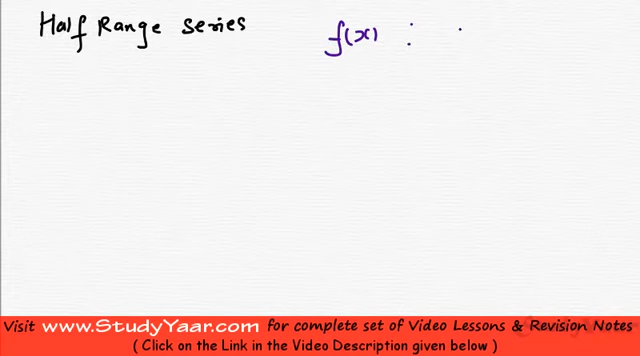 Half Range Series f(x) :
Visit www.StudyYaar.com for complete set of Video Lessons & Revision Notes
( Click on the Link in the Video Description given below )